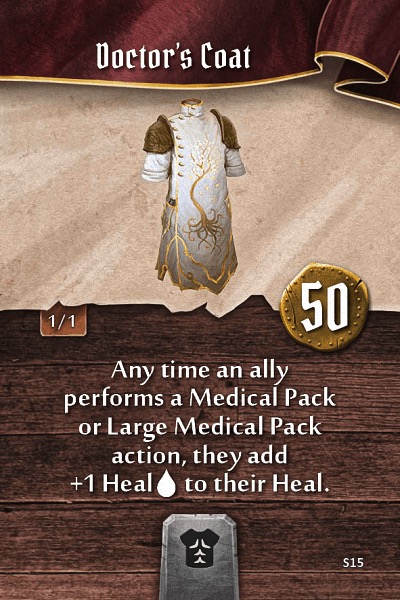 Doctor's Coat
1/1
50
Any time an ally
performs a Medical Pack
or Large Medical Pack
action, they add
+1 Heal to their Heal.
S15